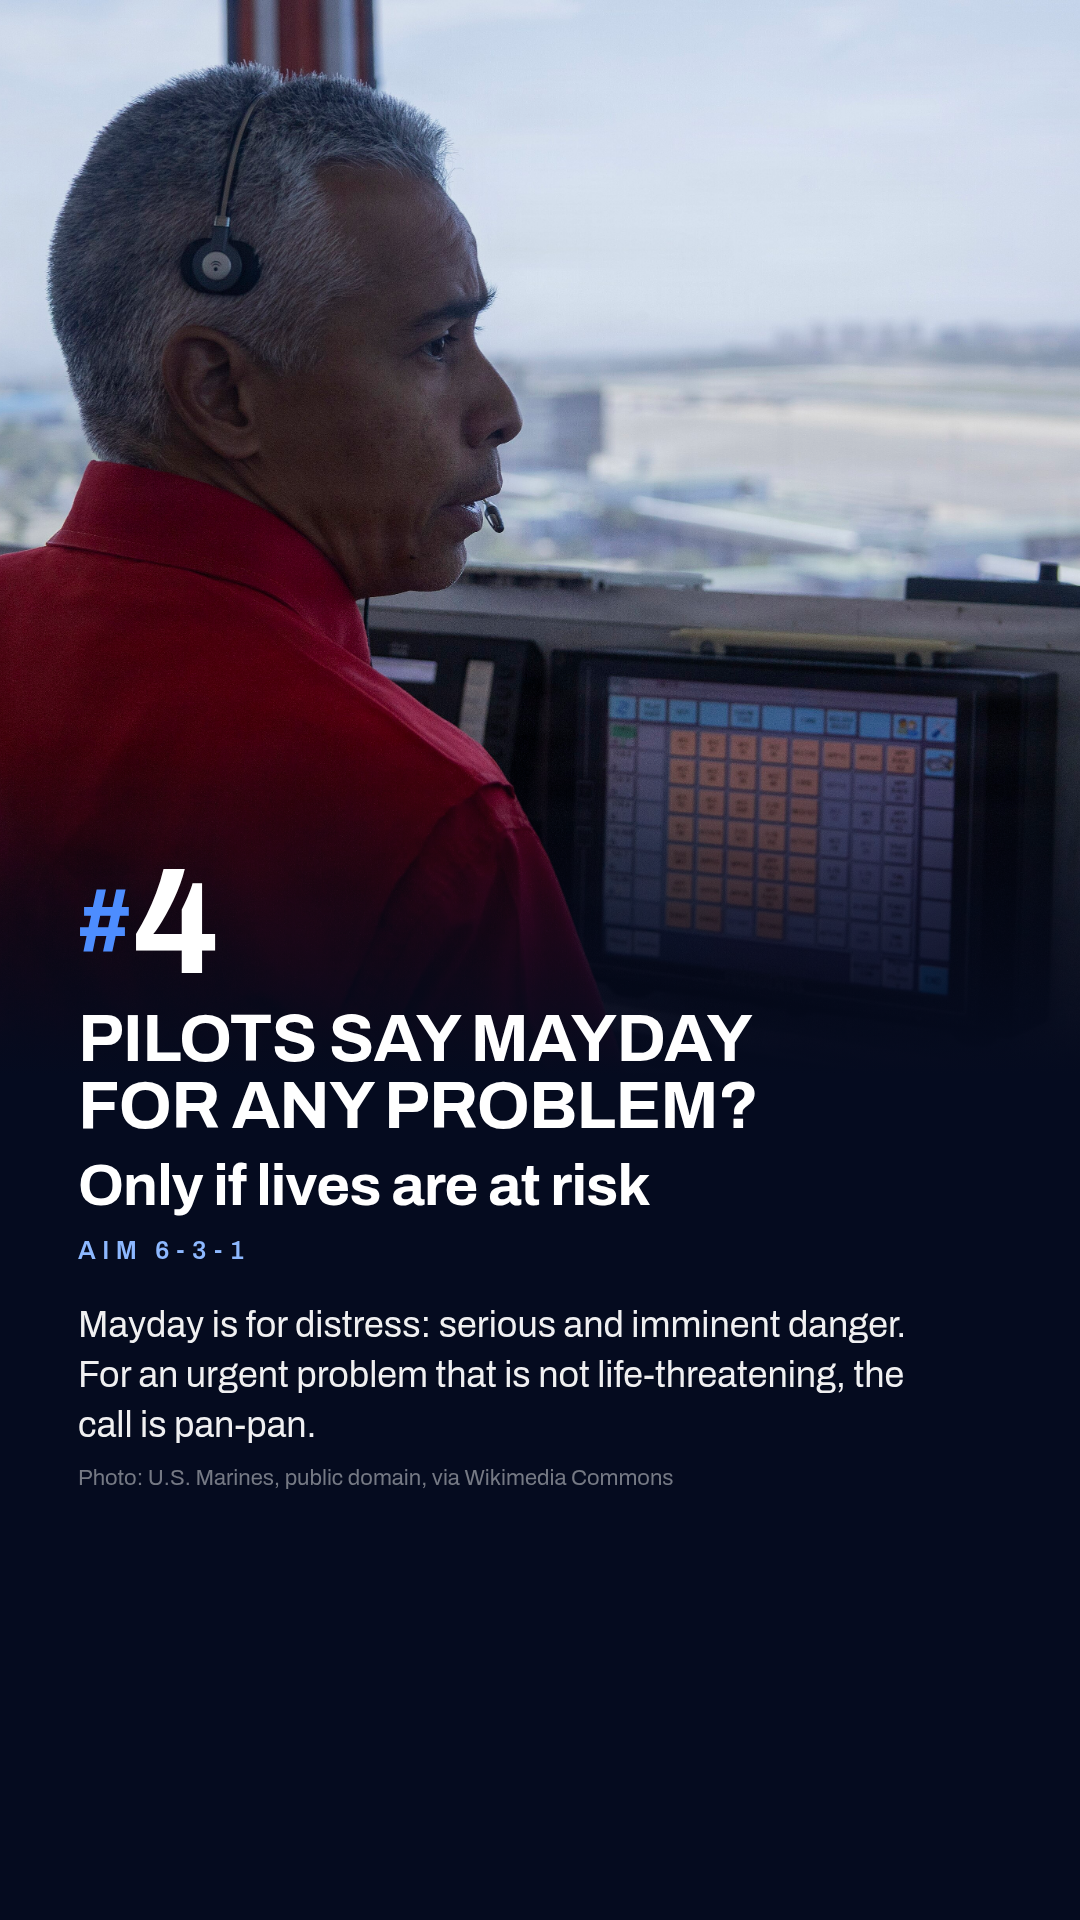 #4
PILOTS SAY MAYDAY
FOR ANY PROBLEM?
Only if lives are at risk
AIM 6-3-1
Mayday is for distress: serious and imminent danger.
For an urgent problem that is not life-threatening, the
call is pan-pan.
Photo: U.S. Marines, public domain, via Wikimedia Commons